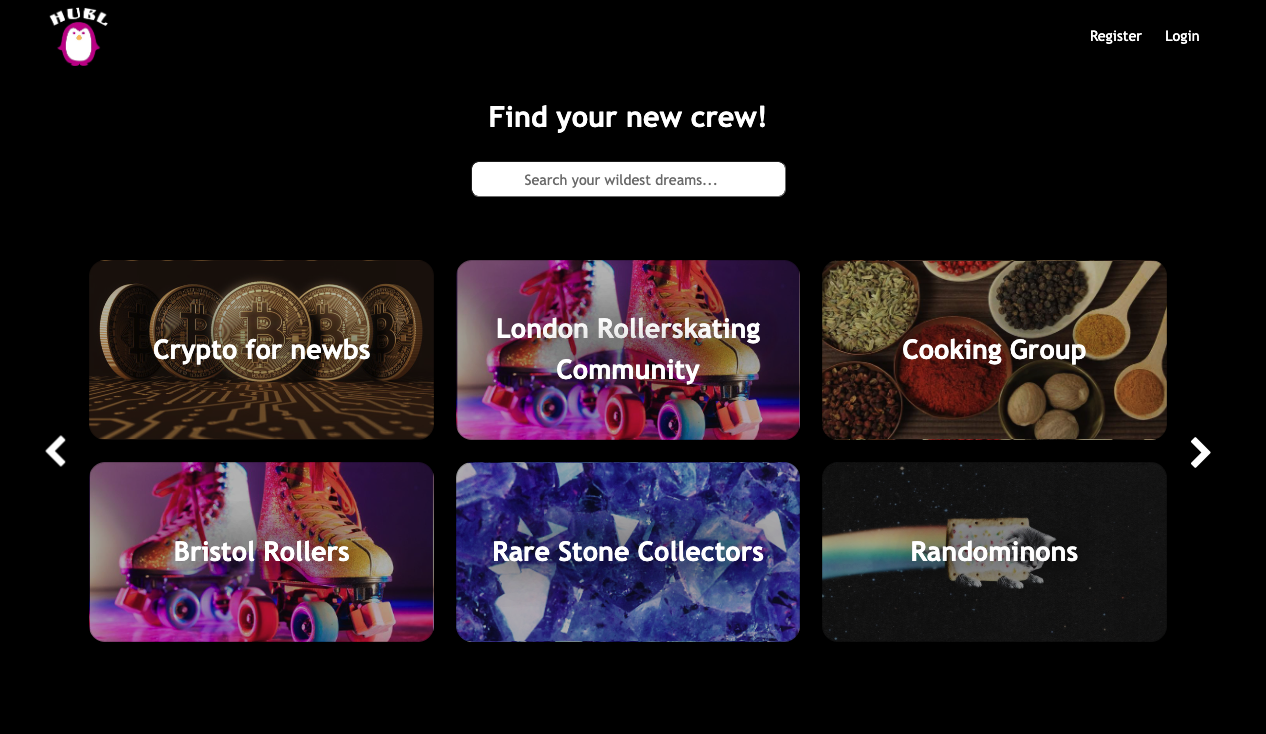 HUBL
Register
Login
Find your new crew!
Search your wildest dreams...
Crypto for newbs
London Rollerskating
Community
Cooking Group
Bristol Rollers
Rare Stone Collectors
Randominons